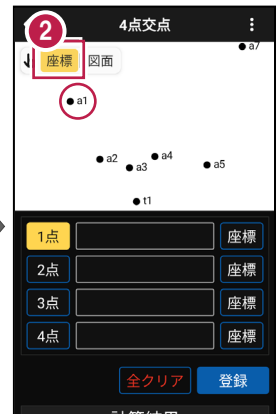 4点交点
2
座標 図面
a7
a1
a2 a3 a4 a5
t1
1点 座標
2点 座標
3点 座標
4点 座標
全クリア 登録